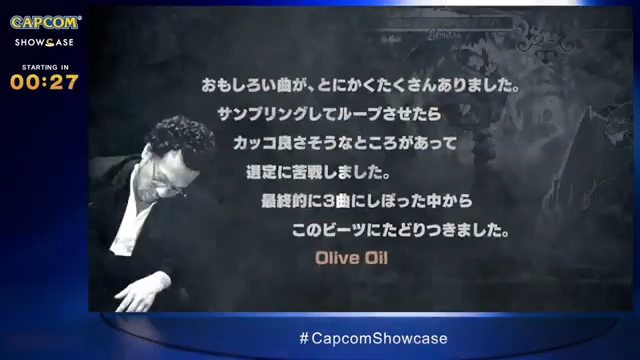 CAPCOM
SHOWCASE
STARTING IN
00:27
おもしろい曲が、とにかくたくさんありました。
サンプリングしてループさせたら
カッコ良さそうなところがあって
選定に苦戦しました。
最終的に3曲にしぼった中から
このビーツにたどりつきました。
Olive Oil
#CapcomShowcase